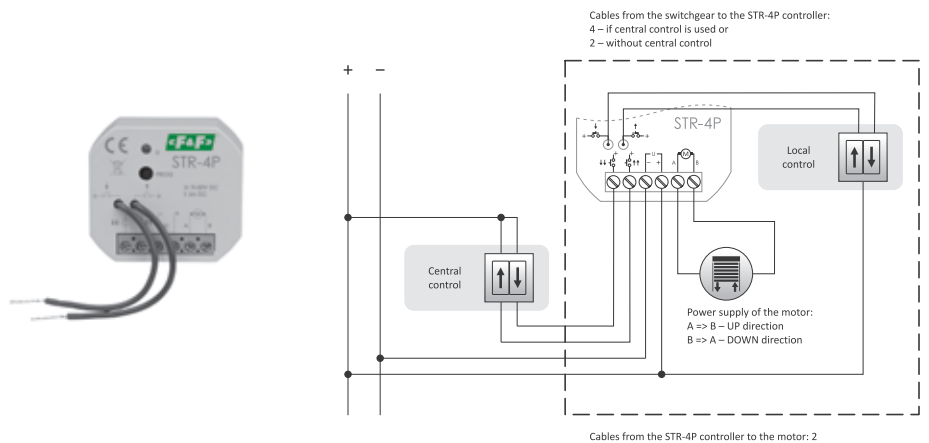 Cables from the switchgear to the STR-4P controller:
4 – if central control is used or
2 – without central control
+ −
STR-4P
+ +
U
− +
A M B
Local
control
Central
control
Power supply of the motor:
A => B – UP direction
B => A – DOWN direction
Cables from the STR-4P controller to the motor: 2
CE
F&F
STR-4P
PROG